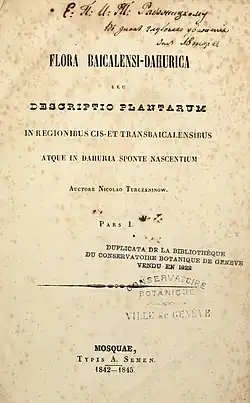 FLORA BAICALENSI-DAHURICA
SEU
DESCRIPTIO PLANTARUM
IN REGIONIBUS CIS-ET TRANSBAICALENSIBUS
ATQUE IN DAHURIA SPONTE NASCENTIUM
Auctore Nicolao Turczaninow.
Pars I.
DUPLICATA DE LA BIBLIOTHÈQUE
DU CONSERVATOIRE BOTANIQUE DE GENÈVE
VENDU EN 1922
CONSERVATOIRE
BOTANIQUE
VILLE de GENÈVE
MOSQUAE,
Typis A. Semen.
1842—1845.